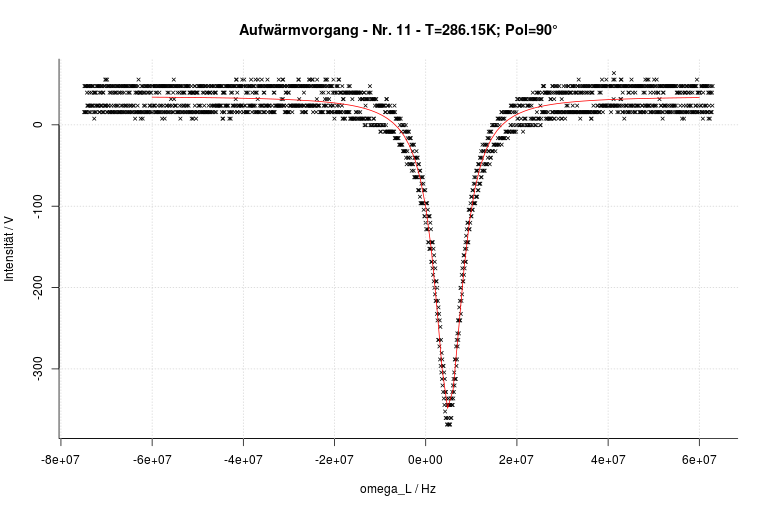 Aufwärmvorgang - Nr. 11 - T=286.15K; Pol=90°
Intensität / V
0
-100
-200
-300
-8e+07 -6e+07 -4e+07 -2e+07 0e+00 2e+07 4e+07 6e+07
omega_L / Hz